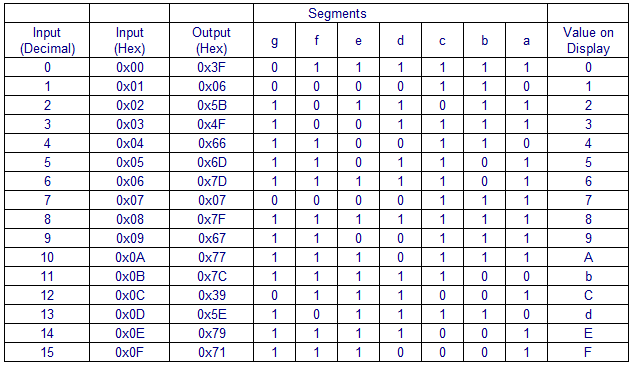 Segments
Input (Decimal) Input (Hex) Output (Hex) g f e d c b a Value on Display
0 0x00 0x3F 0 1 1 1 1 1 1 0
1 0x01 0x06 0 0 0 0 1 1 0 1
2 0x02 0x5B 1 0 1 1 0 1 1 2
3 0x03 0x4F 1 0 0 1 1 1 1 3
4 0x04 0x66 1 1 0 0 1 1 0 4
5 0x05 0x6D 1 1 0 1 1 0 1 5
6 0x06 0x7D 1 1 1 1 1 0 1 6
7 0x07 0x07 0 0 0 0 1 1 1 7
8 0x08 0x7F 1 1 1 1 1 1 1 8
9 0x09 0x67 1 1 0 0 1 1 1 9
10 0x0A 0x77 1 1 1 0 1 1 1 A
11 0x0B 0x7C 1 1 1 1 1 0 0 b
12 0x0C 0x39 0 1 1 1 0 0 1 C
13 0x0D 0x5E 1 0 1 1 1 1 0 d
14 0x0E 0x79 1 1 1 1 0 0 1 E
15 0x0F 0x71 1 1 1 0 0 0 1 F